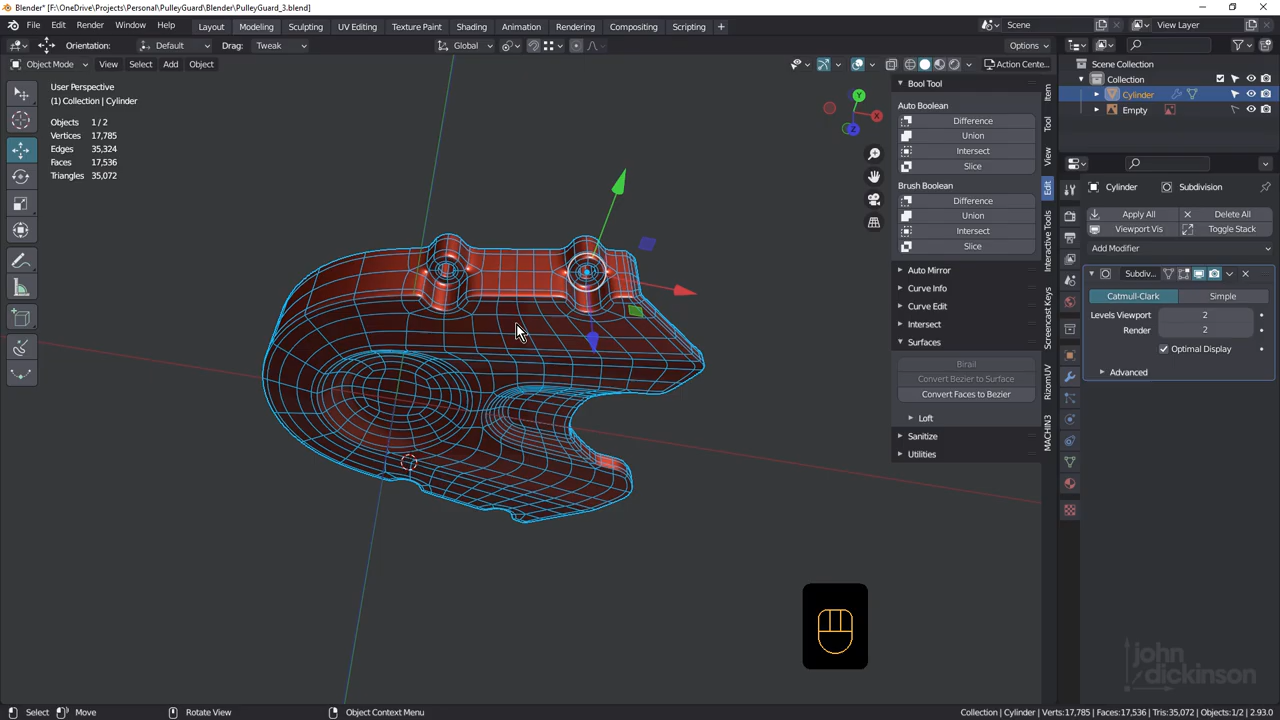 Blender* [F:\OneDrive\Projects\Personal\PulleyGuard\Blender\PulleyGuard_3.blend]
File Edit Render Window Help
Layout Modeling Sculpting UV Editing Texture Paint Shading Animation Rendering Compositing Scripting +
Scene
View Layer
Orientation: Default Drag: Tweak
Global
Options
Object Mode View Select Add Object
Action Cente...
User Perspective
(1) Collection | Cylinder
Objects 1 / 2
Vertices 17,785
Edges 35,324
Faces 17,536
Triangles 35,072
Y
X
Z
Bool Tool
Auto Boolean
Difference
Union
Intersect
Slice
Brush Boolean
Difference
Union
Intersect
Slice
Auto Mirror
Curve Info
Curve Edit
Intersect
Surfaces
Birail
Convert Bezier to Surface
Convert Faces to Bezier
Loft
Sanitize
Utilities
Item
Tool
View
Edit
Interactive Tools
Screencast Keys
RizomUV
MACHIN3
Scene Collection
Collection
Cylinder
Empty
Cylinder
Subdivision
Apply All
Delete All
Viewport Vis
Toggle Stack
Add Modifier
Subdiv...
Catmull-Clark
Simple
Levels Viewport 2
Render 2
Optimal Display
Advanced
john
dickinson
Select
Move
Rotate View
Object Context Menu
Collection | Cylinder | Verts:17,785 | Faces:17,536 | Tris:35,072 | Objects:1/2 | 2.93.0